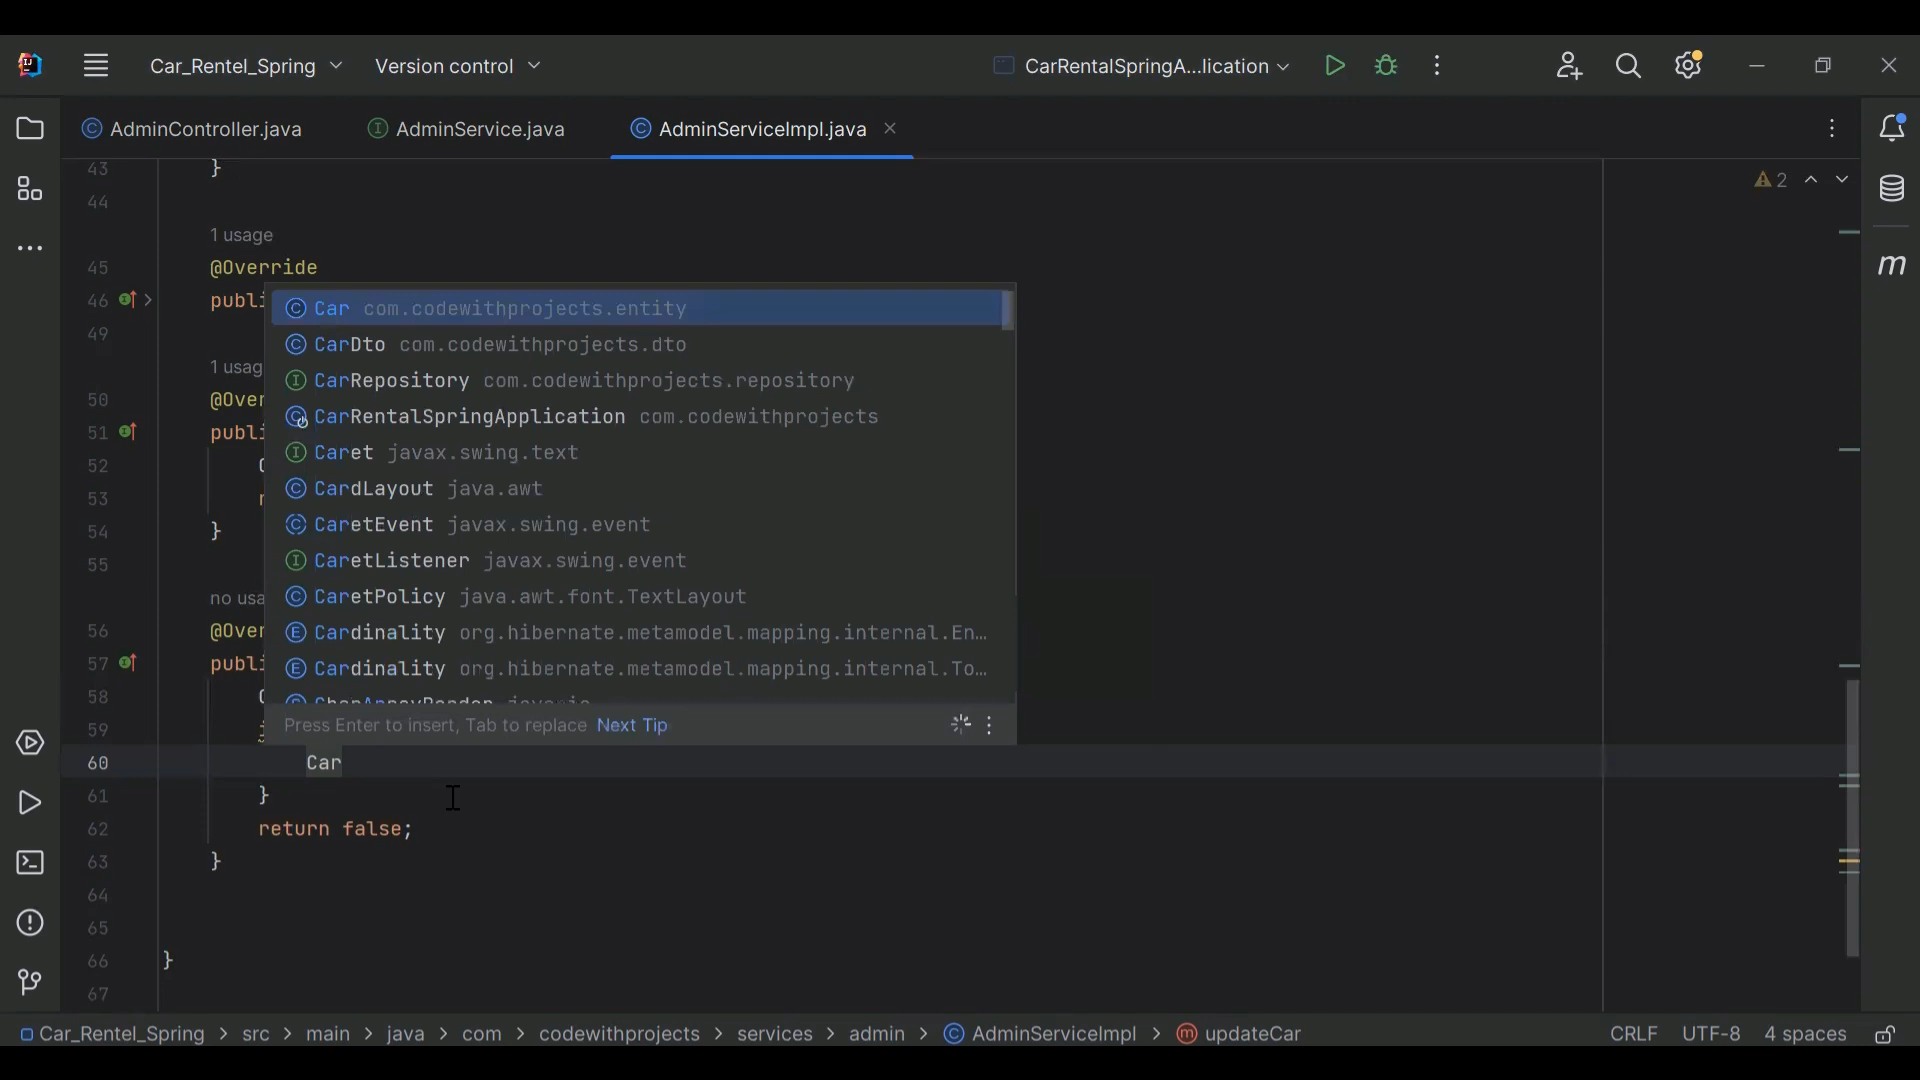 Car_Rentel_Spring
Version control
CarRentalSpringA...lication
AdminController.java
AdminService.java
AdminServiceImpl.java
43 }
44
1 usage
45 @Override
46 publi
49
1 usag
50 @Over
51 publi
52
53
54 }
55
no usa
56 @Over
57 publi
58
59
60 Car
61 }
62 return false;
63 }
64
65
66 }
67
2
Car com.codewithprojects.entity
CarDto com.codewithprojects.dto
CarRepository com.codewithprojects.repository
CarRentalSpringApplication com.codewithprojects
Caret javax.swing.text
CardLayout java.awt
CaretEvent javax.swing.event
CaretListener javax.swing.event
CaretPolicy java.awt.font.TextLayout
Cardinality org.hibernate.metamodel.mapping.internal.En...
Cardinality org.hibernate.metamodel.mapping.internal.To...
Press Enter to insert, Tab to replace Next Tip
Car_Rentel_Spring > src > main > java > com > codewithprojects > services > admin > AdminServiceImpl > updateCar
CRLF UTF-8 4 spaces